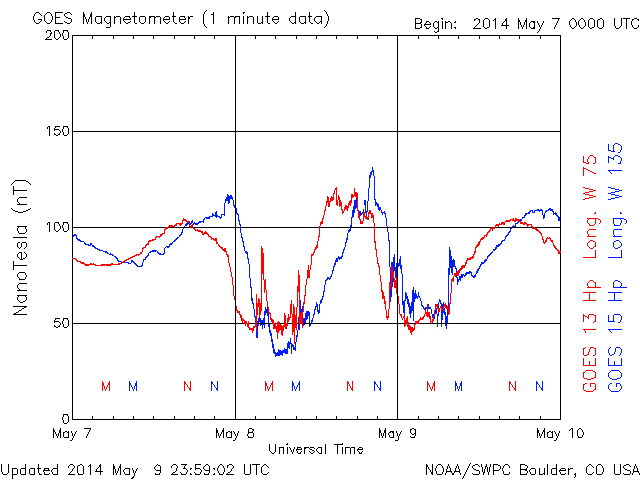 GOES Magnetometer (1 minute data)
Begin: 2014 May 7 0000 UTC
200
150
100
50
0
NanoTesla (nT)
M M N N M M N N M M N N
May 7 May 8 May 9 May 10
Universal Time
GOES 13 Hp Long. W 75
GOES 15 Hp Long. W 135
Updated 2014 May 9 23:59:02 UTC
NOAA/SWPC Boulder, CO USA